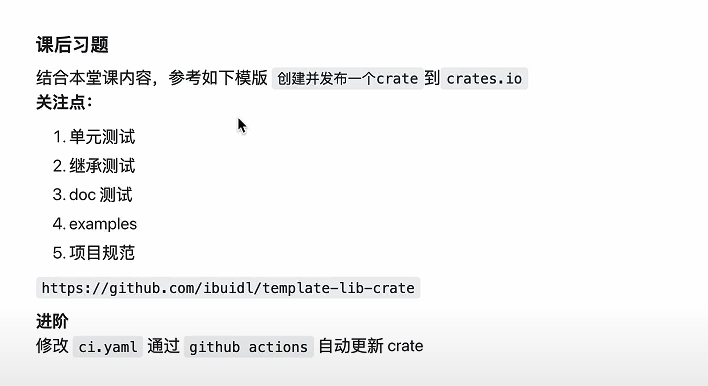 课后习题
结合本堂课内容，参考如下模版 创建并发布一个crate 到 crates.io
关注点：
1. 单元测试
2. 继承测试
3. doc 测试
4. examples
5. 项目规范
https://github.com/ibuidl/template-lib-crate
进阶
修改 ci.yaml 通过 github actions 自动更新 crate